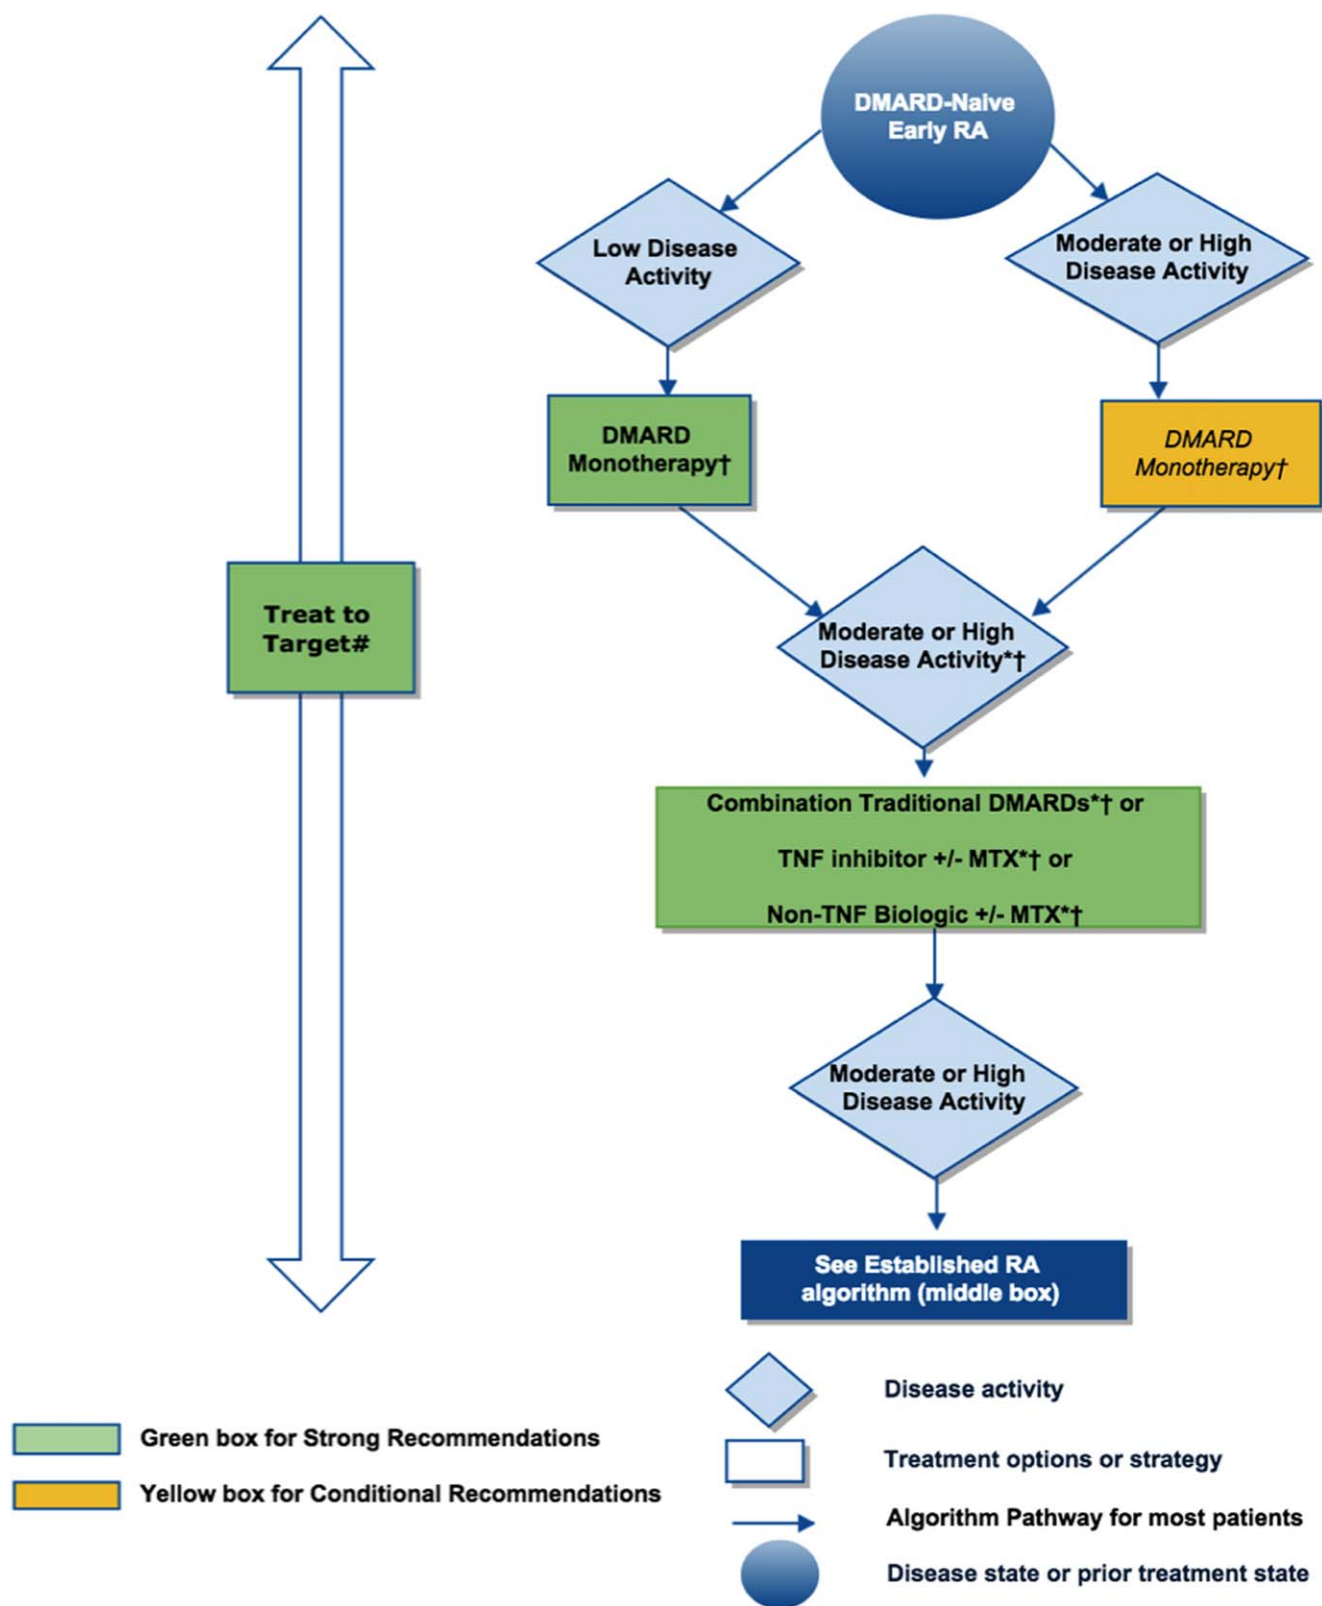 DMARD-Naive
Early RA
Low Disease
Activity
Moderate or High
Disease Activity
DMARD
Monotherapy†
DMARD
Monotherapy†
Treat to
Target#
Moderate or High
Disease Activity*†
Combination Traditional DMARDs*† or
TNF inhibitor +/- MTX*† or
Non-TNF Biologic +/- MTX*†
Moderate or High
Disease Activity
See Established RA
algorithm (middle box)
Green box for Strong Recommendations
Yellow box for Conditional Recommendations
Disease activity
Treatment options or strategy
Algorithm Pathway for most patients
Disease state or prior treatment state